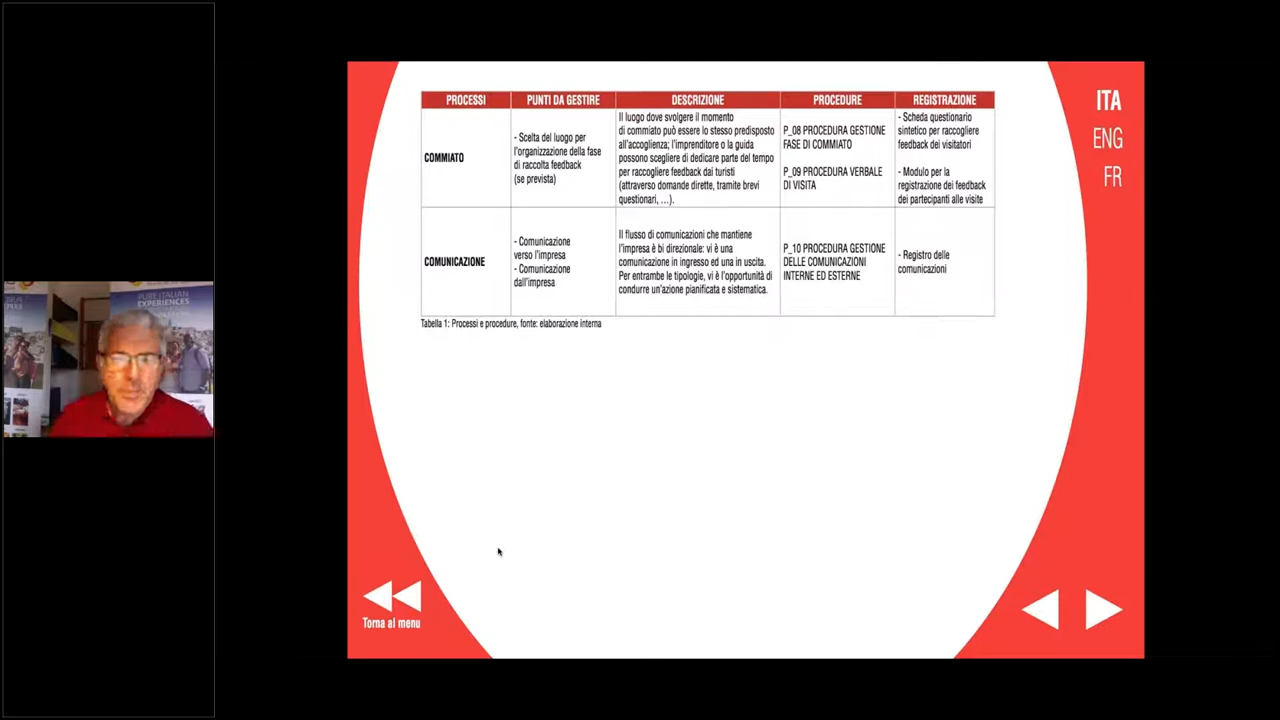 PURE ITALIAN
EXPERIENCES
PROCESSI
PUNTI DA GESTIRE
DESCRIZIONE
PROCEDURE
REGISTRAZIONE
COMMIATO
- Scelta del luogo per
l'organizzazione della fase
di raccolta feedback
(se prevista)
Il luogo dove svolgere il momento
di commiato può essere lo stesso predisposto
all'accoglienza; l'imprenditore o la guida
possono scegliere di dedicare parte del tempo
per raccogliere feedback dai turisti
(attraverso domande dirette, tramite brevi
questionari, …).
P_08 PROCEDURA GESTIONE
FASE DI COMMIATO
P_09 PROCEDURA VERBALE
DI VISITA
- Scheda questionario
sintetico per raccogliere
feedback dei visitatori
- Modulo per la
registrazione dei feedback
dei partecipanti alle visite
COMUNICAZIONE
- Comunicazione
verso l'impresa
- Comunicazione
dall'impresa
Il flusso di comunicazioni che mantiene
l'impresa è bi direzionale: vi è una
comunicazione in ingresso ed una in uscita.
Per entrambe le tipologie, vi è l'opportunità di
condurre un'azione pianificata e sistematica.
P_10 PROCEDURA GESTIONE
DELLE COMUNICAZIONI
INTERNE ED ESTERNE
- Registro delle
comunicazioni
Tabella 1: Processi e procedure, fonte: elaborazione interna
ITA
ENG
FR
Torna al menu